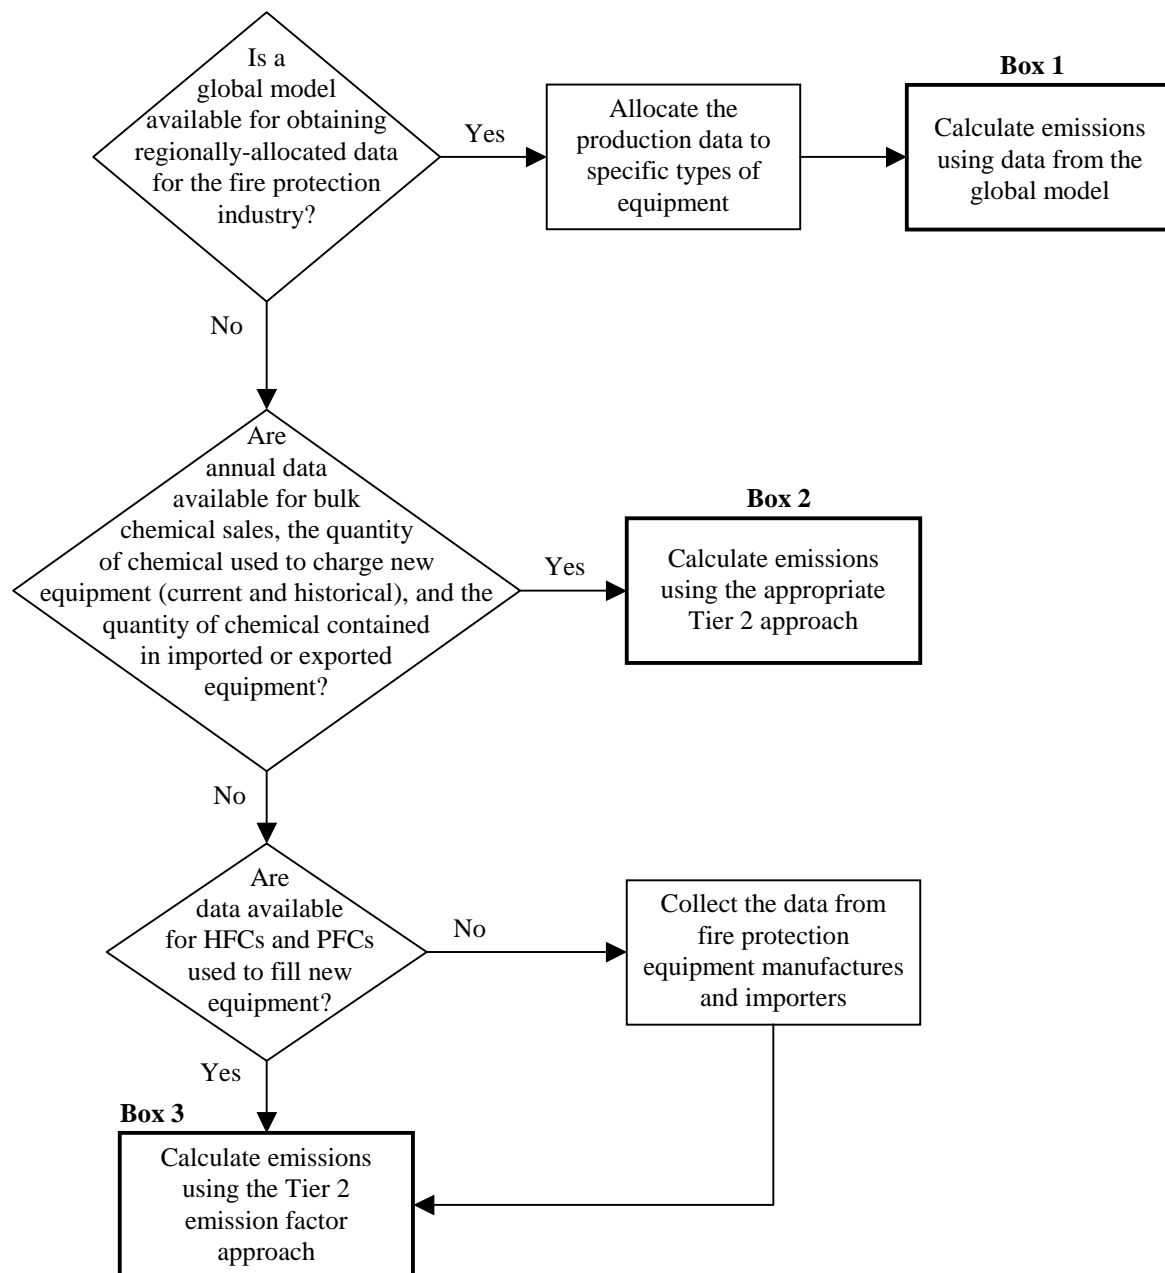 Is a
global model
available for obtaining
regionally-allocated data
for the fire protection
industry?
Yes
Allocate the
production data to
specific types of
equipment
Box 1
Calculate emissions
using data from the
global model
No
Are
annual data
available for bulk
chemical sales, the quantity
of chemical used to charge new
equipment (current and historical), and the
quantity of chemical contained
in imported or exported
equipment?
Yes
Box 2
Calculate emissions
using the appropriate
Tier 2 approach
No
Are
data available
for HFCs and PFCs
used to fill new
equipment?
No
Collect the data from
fire protection
equipment manufactures
and importers
Yes
Box 3
Calculate emissions
using the Tier 2
emission factor
approach